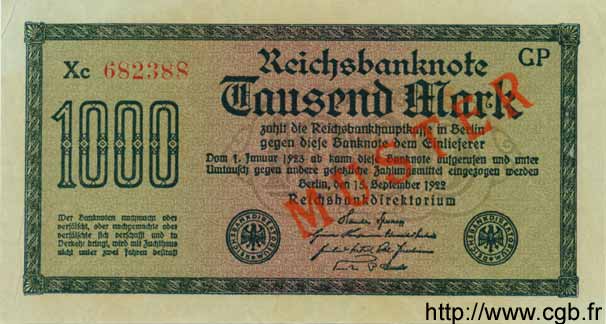 Xc 682388
Reichsbanknote
GP
1000
Tausend Mark
zahlt die Reichsbankhauptkasse in Berlin
gegen diese Banknote dem Einlieferer
Vom 1. Januar 1923 ab kann diese Banknote aufgerufen und unter
Umtausch gegen andere gesetzliche Zahlungsmittel eingezogen werden
Berlin, den 15. September 1922
Reichsbankdirektorium
MUSTER
Wer Banknoten nachmacht oder
verfälscht, oder nachgemachte oder
verfälschte sich verschafft und in
Verkehr bringt, wird mit Zuchthaus
nicht unter zwei Jahren bestraft
http://www.cgb.fr